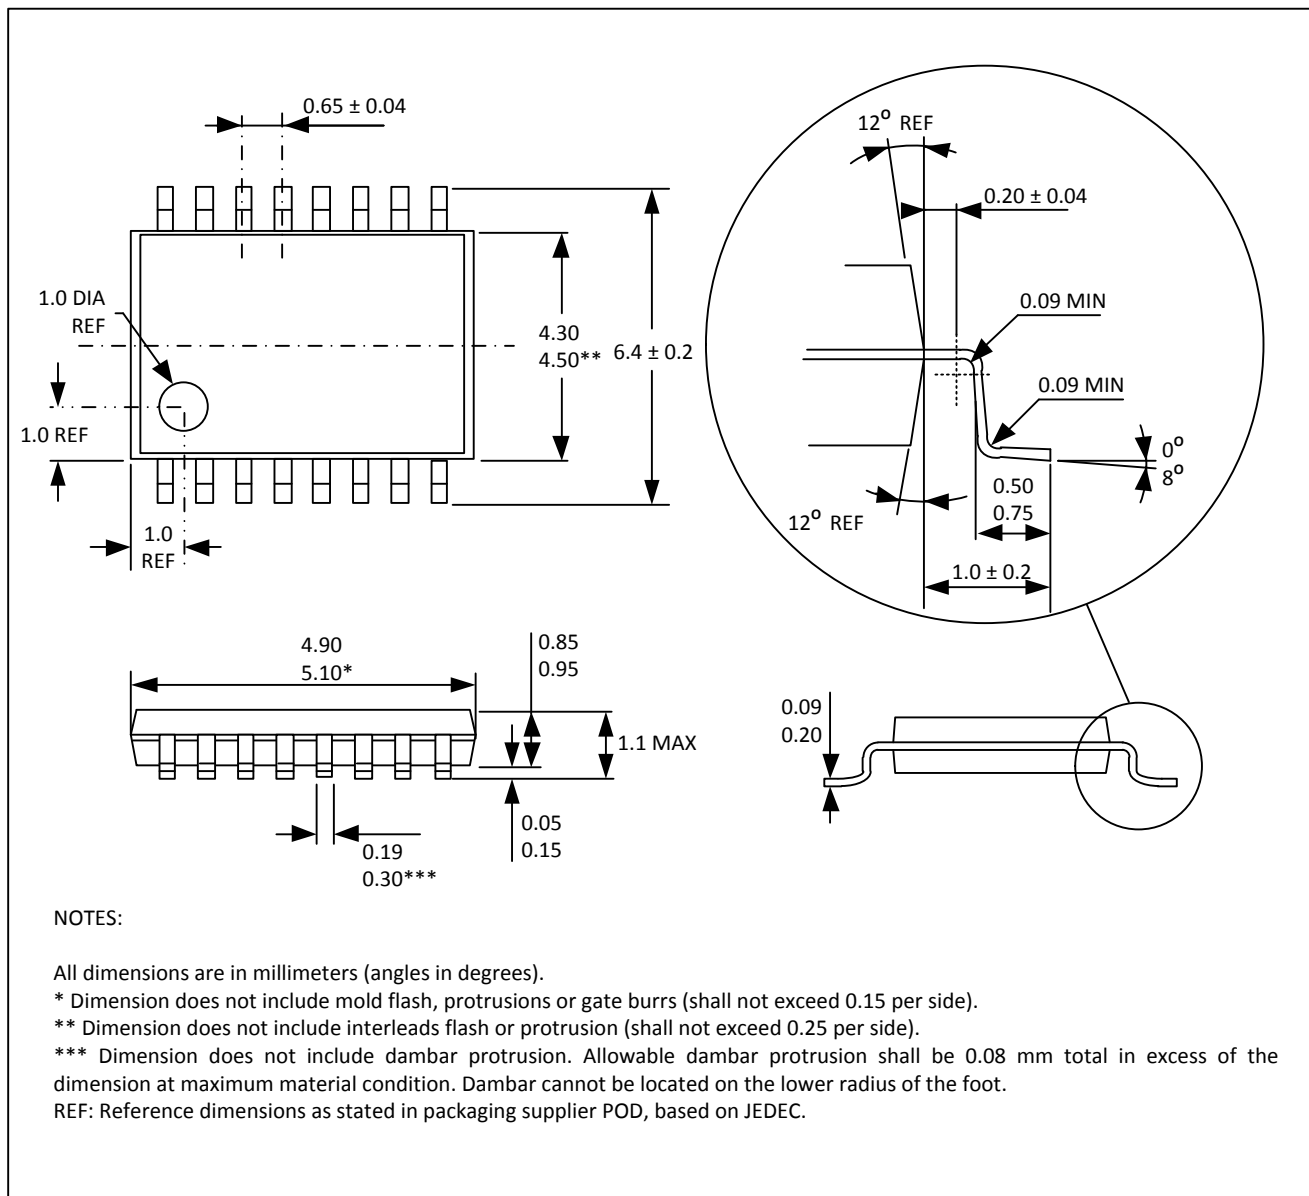 0.65 ± 0.04
12° REF
0.20 ± 0.04
1.0 DIA
REF
4.30
4.50**
6.4 ± 0.2
0.09 MIN
0.09 MIN
1.0 REF
0°
8°
0.50
0.75
12° REF
1.0
REF
1.0 ± 0.2
4.90
5.10*
0.85
0.95
1.1 MAX
0.09
0.20
0.05
0.15
0.19
0.30***
NOTES:
All dimensions are in millimeters (angles in degrees).
* Dimension does not include mold flash, protrusions or gate burrs (shall not exceed 0.15 per side).
** Dimension does not include interleads flash or protrusion (shall not exceed 0.25 per side).
*** Dimension does not include dambar protrusion. Allowable dambar protrusion shall be 0.08 mm total in excess of the
dimension at maximum material condition. Dambar cannot be located on the lower radius of the foot.
REF: Reference dimensions as stated in packaging supplier POD, based on JEDEC.